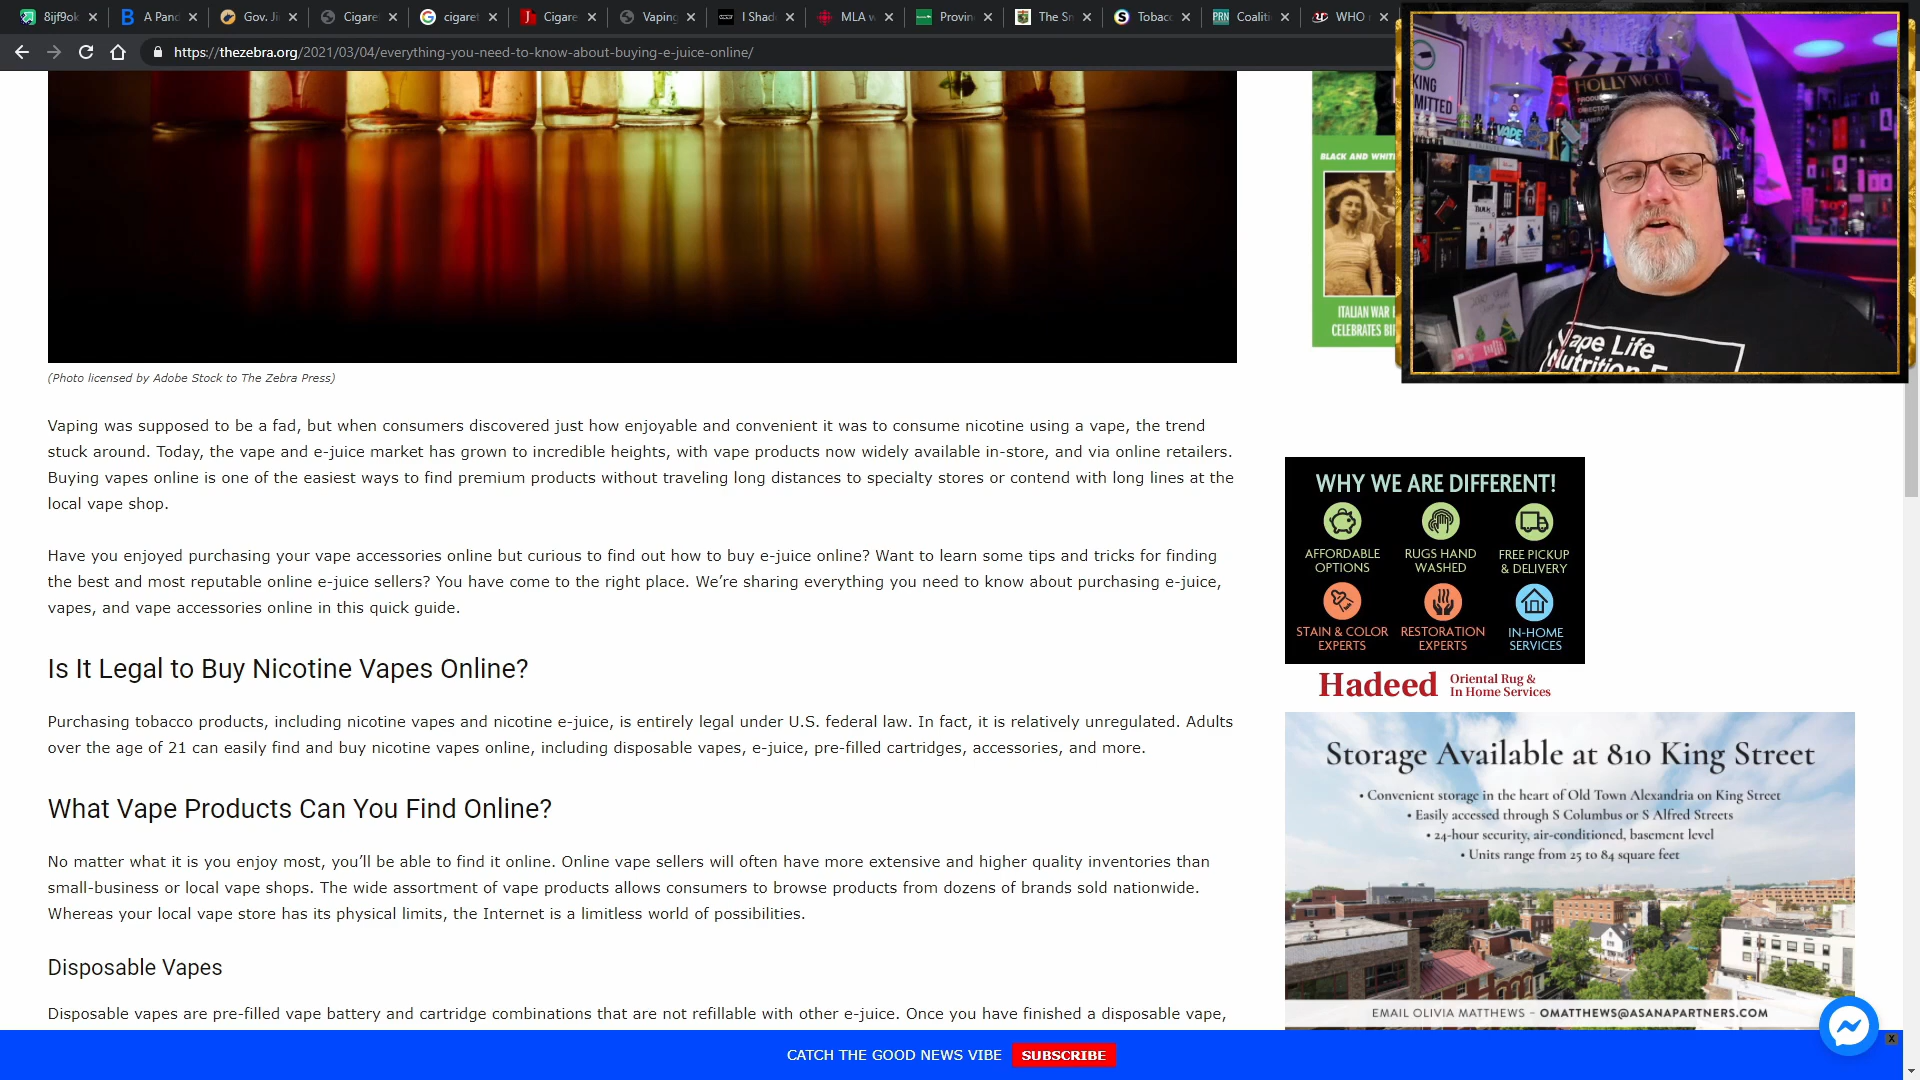 8ijf9ok
A Pand
Gov. Ji
Cigare
cigaret
Cigare
Vaping
I Shad
MLA w
Provin
The Sm
Tobacc
PRN Coaliti
WHO
https://thezebra.org/2021/03/04/everything-you-need-to-know-about-buying-e-juice-online/
HOLLYWOOD
VAPE
Vape Life
BLACK AND WHIT
ITALIAN WAR
CELEBRATES BI
(Photo licensed by Adobe Stock to The Zebra Press)
Vaping was supposed to be a fad, but when consumers discovered just how enjoyable and convenient it was to consume nicotine using a vape, the trend
stuck around. Today, the vape and e-juice market has grown to incredible heights, with vape products now widely available in-store, and via online retailers.
Buying vapes online is one of the easiest ways to find premium products without traveling long distances to specialty stores or contend with long lines at the
local vape shop.
Have you enjoyed purchasing your vape accessories online but curious to find out how to buy e-juice online? Want to learn some tips and tricks for finding
the best and most reputable online e-juice sellers? You have come to the right place. We’re sharing everything you need to know about purchasing e-juice,
vapes, and vape accessories online in this quick guide.
Is It Legal to Buy Nicotine Vapes Online?
Purchasing tobacco products, including nicotine vapes and nicotine e-juice, is entirely legal under U.S. federal law. In fact, it is relatively unregulated. Adults
over the age of 21 can easily find and buy nicotine vapes online, including disposable vapes, e-juice, pre-filled cartridges, accessories, and more.
What Vape Products Can You Find Online?
No matter what it is you enjoy most, you’ll be able to find it online. Online vape sellers will often have more extensive and higher quality inventories than
small-business or local vape shops. The wide assortment of vape products allows consumers to browse products from dozens of brands sold nationwide.
Whereas your local vape store has its physical limits, the Internet is a limitless world of possibilities.
Disposable Vapes
Disposable vapes are pre-filled vape battery and cartridge combinations that are not refillable with other e-juice. Once you have finished a disposable vape,
WHY WE ARE DIFFERENT!
AFFORDABLE OPTIONS
RUGS HAND WASHED
FREE PICKUP & DELIVERY
STAIN & COLOR EXPERTS
RESTORATION EXPERTS
IN-HOME SERVICES
Hadeed Oriental Rug &
In Home Services
Storage Available at 810 King Street
• Convenient storage in the heart of Old Town Alexandria on King Street
• Easily accessed through S Columbus or S Alfred Streets
• 24-hour security, air-conditioned, basement level
• Units range from 25 to 84 square feet
EMAIL OLIVIA MATTHEWS – OMATTHEWS@ASANAPARTNERS.COM
CATCH THE GOOD NEWS VIBE SUBSCRIBE
X